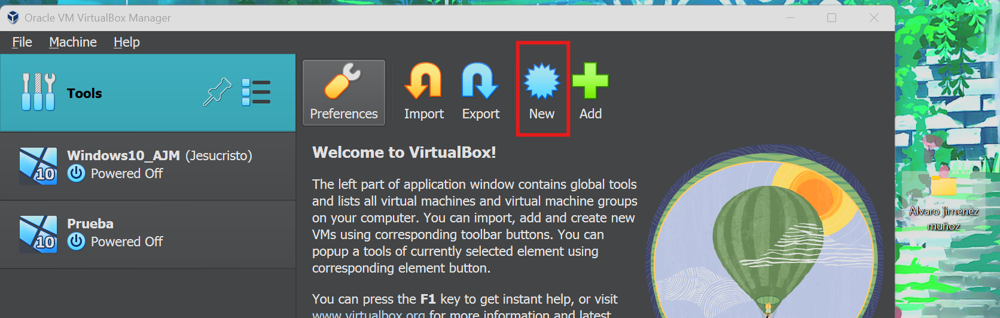 Oracle VM VirtualBox Manager
File Machine Help
Tools
Preferences Import Export New Add
10 Windows10_AJM (Jesucristo)
Powered Off
10 Prueba
Powered Off
Welcome to VirtualBox!
The left part of application window contains global tools
and lists all virtual machines and virtual machine groups
on your computer. You can import, add and create new
VMs using corresponding toolbar buttons. You can
popup a tools of currently selected element using
corresponding element button.
You can press the F1 key to get instant help, or visit
www.virtualbox.org for more information and latest
Alvaro jimenez
muñoz